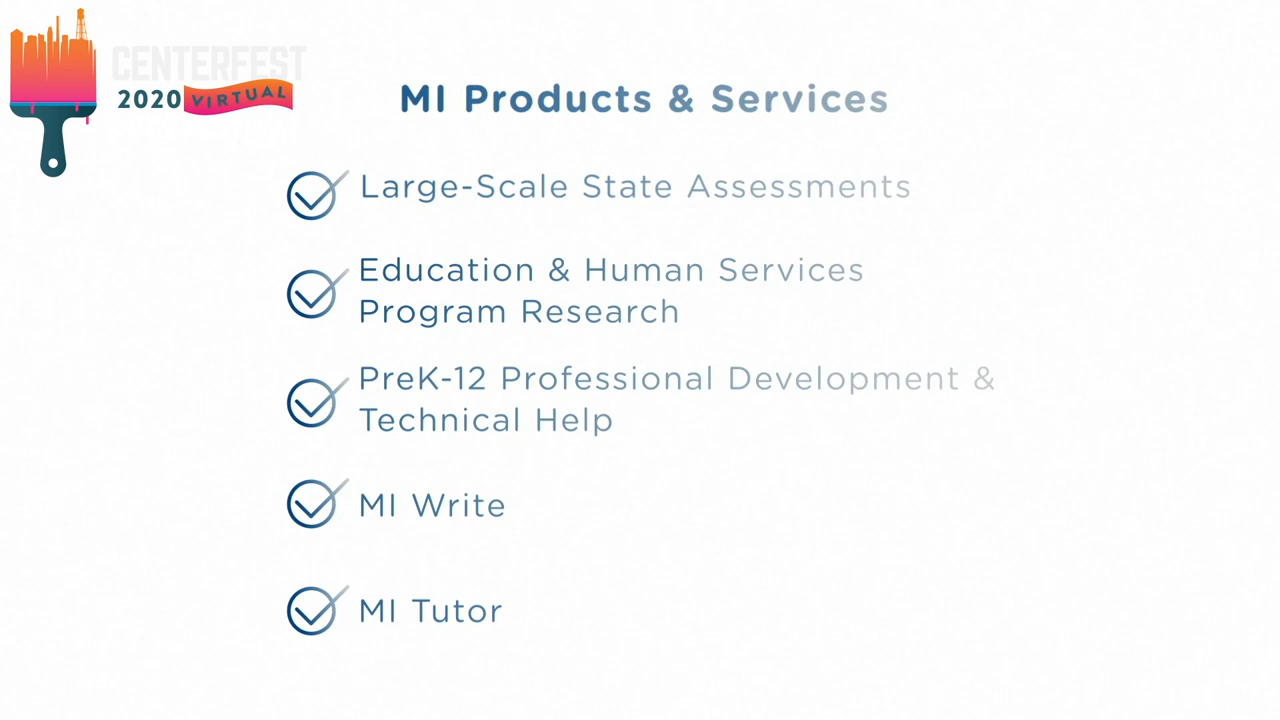 CENTERFEST
2020 VIRTUAL
MI Products & Services
Large-Scale State Assessments
Education & Human Services
Program Research
PreK-12 Professional Development &
Technical Help
MI Write
MI Tutor